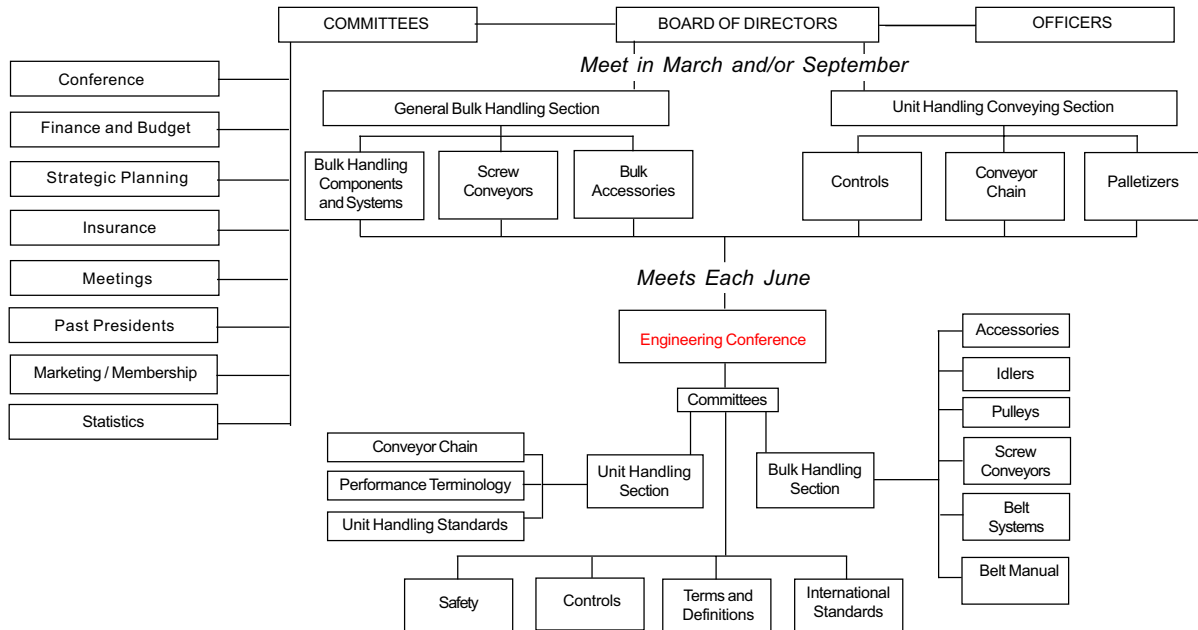 COMMITTEES
BOARD OF DIRECTORS
OFFICERS
Meet in March and/or September
Conference
Finance and Budget
Strategic Planning
Insurance
Meetings
Past Presidents
Marketing / Membership
Statistics
General Bulk Handling Section
Bulk Handling
Components
and Systems
Screw
Conveyors
Bulk
Accessories
Unit Handling Conveying Section
Controls
Conveyor
Chain
Palletizers
Meets Each June
Engineering Conference
Committees
Unit Handling
Section
Conveyor Chain
Performance Terminology
Unit Handling Standards
Bulk Handling
Section
Accessories
Idlers
Pulleys
Screw
Conveyors
Belt
Systems
Belt Manual
Safety
Controls
Terms and
Definitions
International
Standards